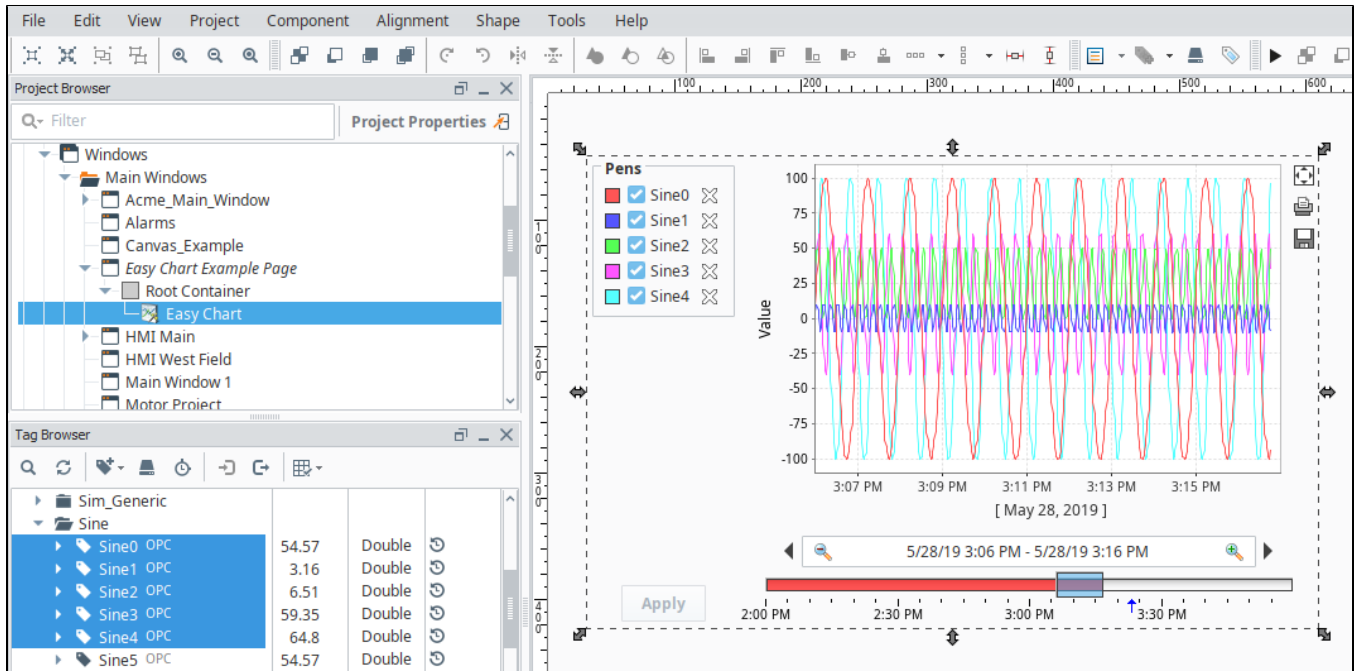 File Edit View Project Component Alignment Shape Tools Help
Project Browser
Filter
Project Properties
Windows
Main Windows
Acme_Main_Window
Alarms
Canvas_Example
Easy Chart Example Page
Root Container
Easy Chart
HMI Main
HMI West Field
Main Window 1
Motor Project
Tag Browser
Sim_Generic
Sine
Sine0 OPC 54.57 Double
Sine1 OPC 3.16 Double
Sine2 OPC 6.51 Double
Sine3 OPC 59.35 Double
Sine4 OPC 64.8 Double
Sine5 OPC 54.57 Double
100 200 300 400 500 600
100
200
300
400
Pens
Sine0
Sine1
Sine2
Sine3
Sine4
Apply
Value
100
75
50
25
0
-25
-50
-75
-100
3:07 PM 3:09 PM 3:11 PM 3:13 PM 3:15 PM
[ May 28, 2019 ]
5/28/19 3:06 PM - 5/28/19 3:16 PM
2:00 PM 2:30 PM 3:00 PM 3:30 PM